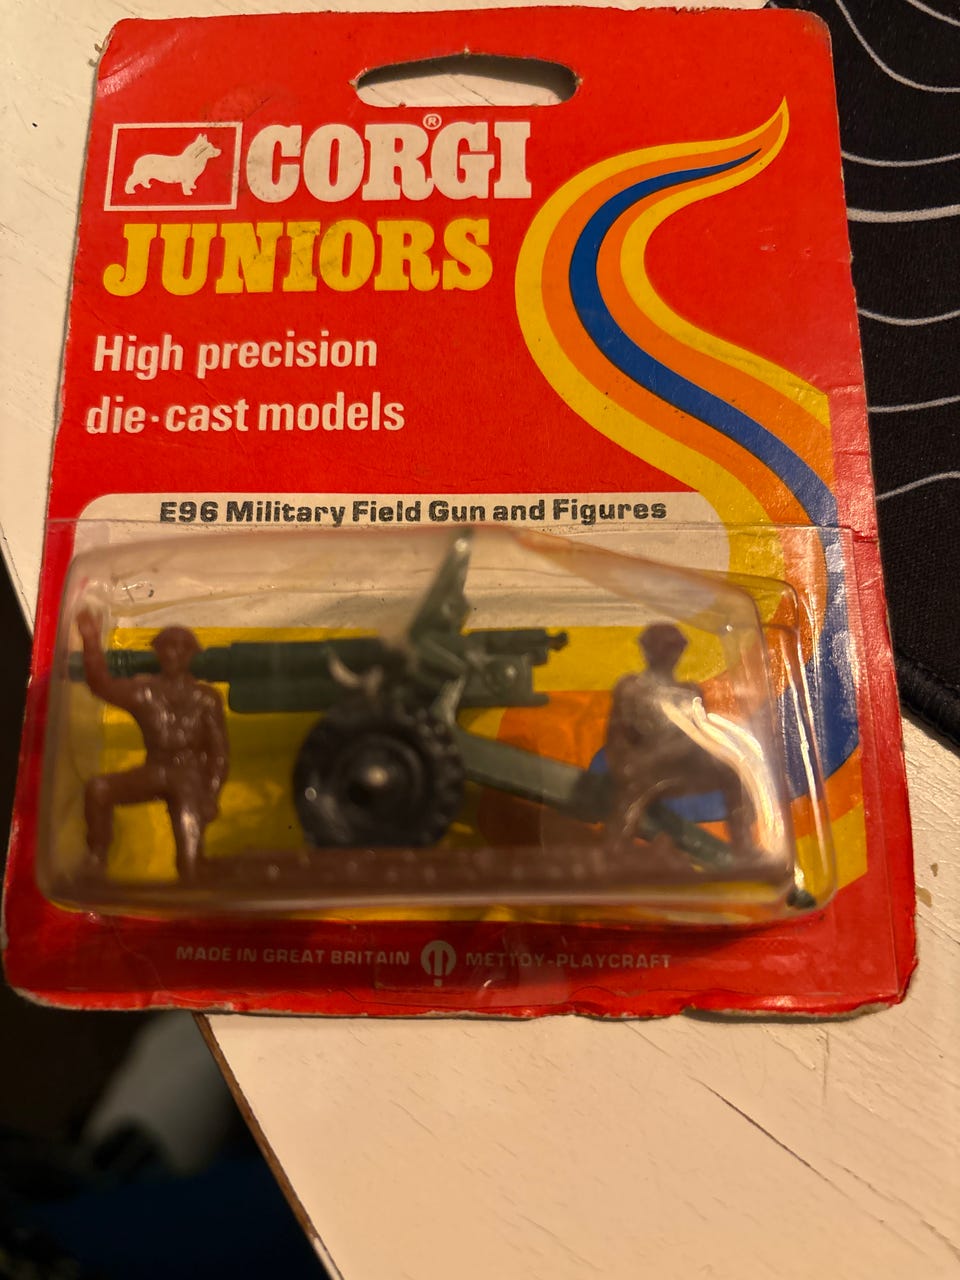 CORGI®
JUNIORS
High precision
die-cast models
E96 Military Field Gun and Figures
MADE IN GREAT BRITAIN METTOY-PLAYCRAFT